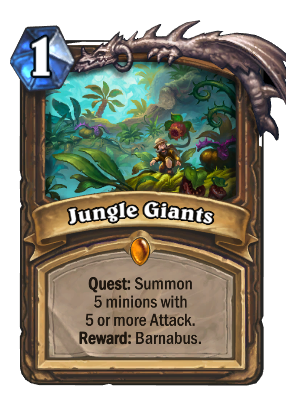 1
Jungle Giants
Quest: Summon
5 minions with
5 or more Attack.
Reward: Barnabus.